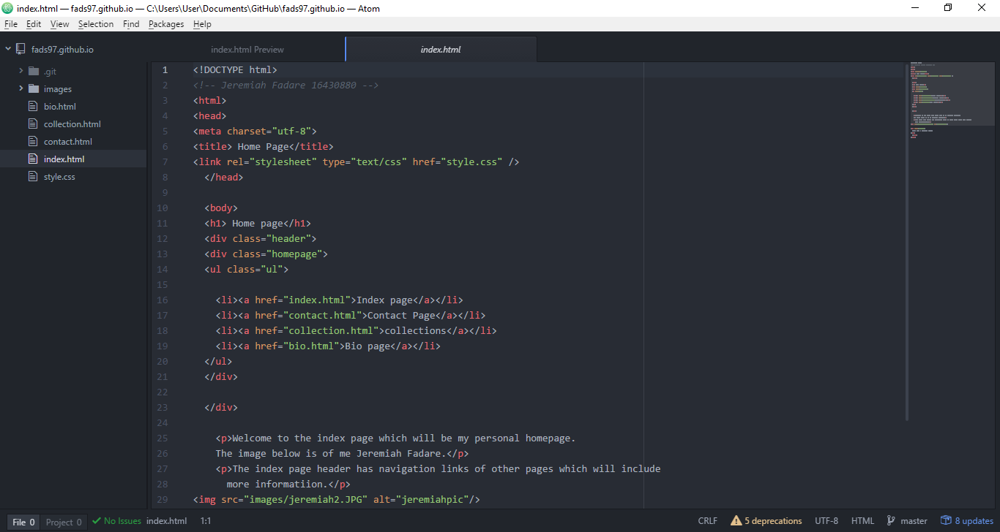 index.html — fads97.github.io — C:\Users\User\Documents\GitHub\fads97.github.io — Atom
File Edit View Selection Find Packages Help
fads97.github.io
.git
images
bio.html
collection.html
contact.html
index.html
style.css
index.html Preview
index.html
1 <!DOCTYPE html>
2 <!-- Jeremiah Fadare 16430880 -->
3 <html>
4 <head>
5 <meta charset="utf-8">
6 <title> Home Page</title>
7 <link rel="stylesheet" type="text/css" href="style.css" />
8   </head>
9
10   <body>
11   <h1> Home page</h1>
12   <div class="header">
13   <div class="homepage">
14   <ul class="ul">
15
16     <li><a href="index.html">Index page</a></li>
17     <li><a href="contact.html">Contact Page</a></li>
18     <li><a href="collection.html">collections</a></li>
19     <li><a href="bio.html">Bio page</a></li>
20   </ul>
21   </div>
22
23   </div>
24
25     <p>Welcome to the index page which will be my personal homepage.
26     The image below is of me Jeremiah Fadare.</p>
27     <p>The index page header has navigation links of other pages which will include
28       more informatiion.</p>
29 <img src="images/jeremiah2.JPG" alt="jeremiahpic"/>
File 0 Project 0 No Issues index.html 1:1 CRLF 5 deprecations UTF-8 HTML master 8 updates